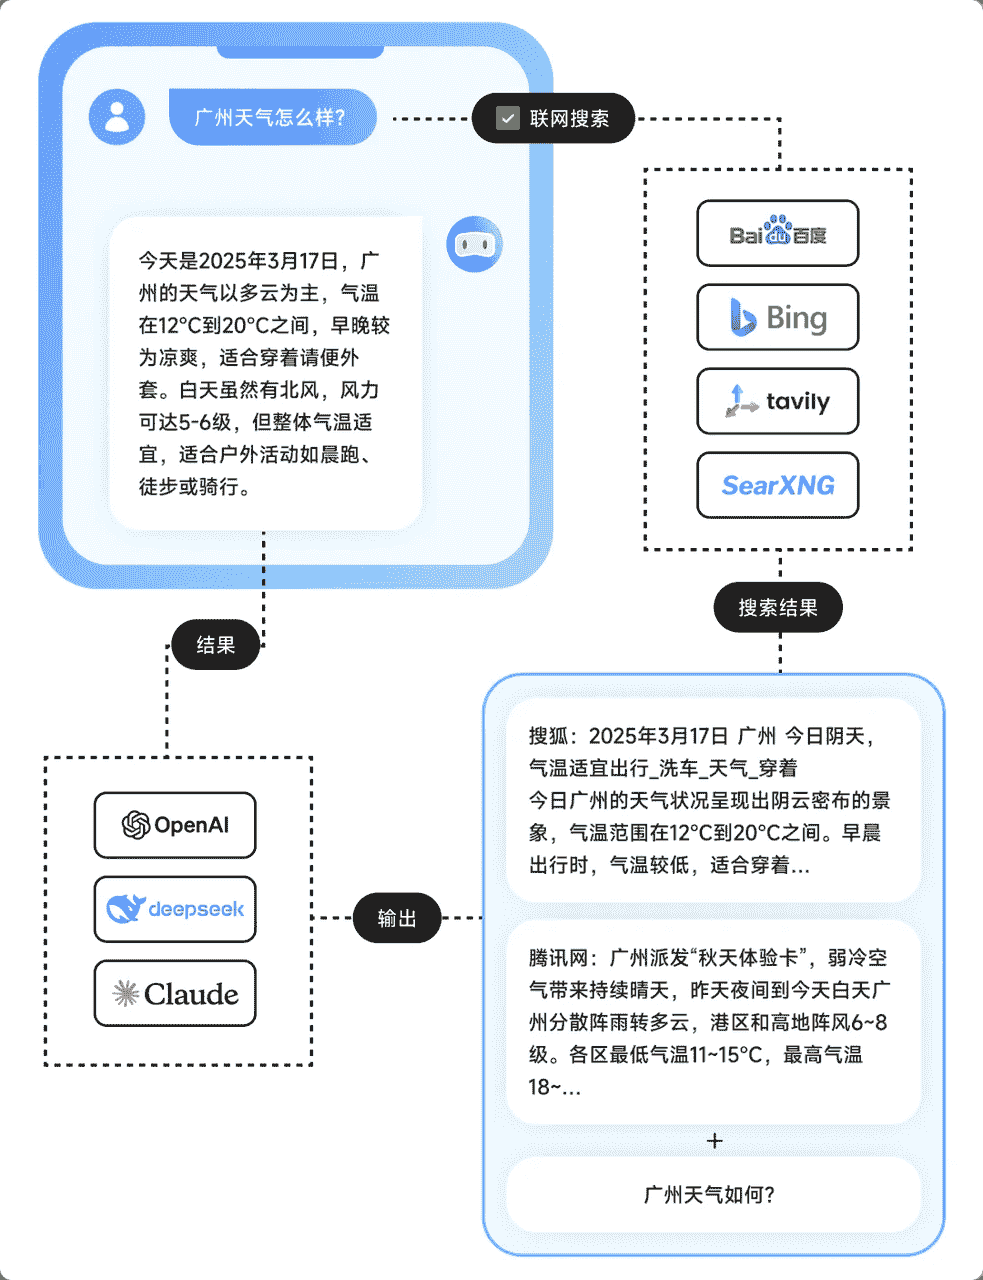 广州天气怎么样？
联网搜索
今天是2025年3月17日，广
州的天气以多云为主，气温
在12°C到20°C之间，早晚较
为凉爽，适合穿着请便外
套。白天虽然有北风，风力
可达5-6级，但整体气温适
宜，适合户外活动如晨跑、
徒步或骑行。
Bai du 百度
Bing
tavily
SearXNG
搜索结果
结果
搜狐：2025年3月17日 广州 今日阴天，
气温适宜出行_洗车_天气_穿着
今日广州的天气状况呈现出阴云密布的景
象，气温范围在12°C到20°C之间。早晨
出行时，气温较低，适合穿着...
腾讯网：广州派发“秋天体验卡”，弱冷空
气带来持续晴天，昨天夜间到今天白天广
州分散阵雨转多云，港区和高地阵风6~8
级。各区最低气温11~15°C，最高气温
18~...
+
广州天气如何？
输出
OpenAI
deepseek
Claude